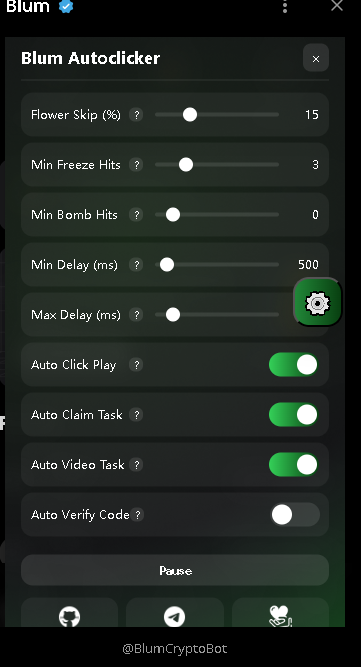 Blum
Blum Autoclicker
×
Flower Skip (%) ? 15
Min Freeze Hits ? 3
Min Bomb Hits ? 0
Min Delay (ms) ? 500
Max Delay (ms) ?
Auto Click Play ?
Auto Claim Task ?
Auto Video Task ?
Auto Verify Code ?
Pause
@BlumCryptoBot